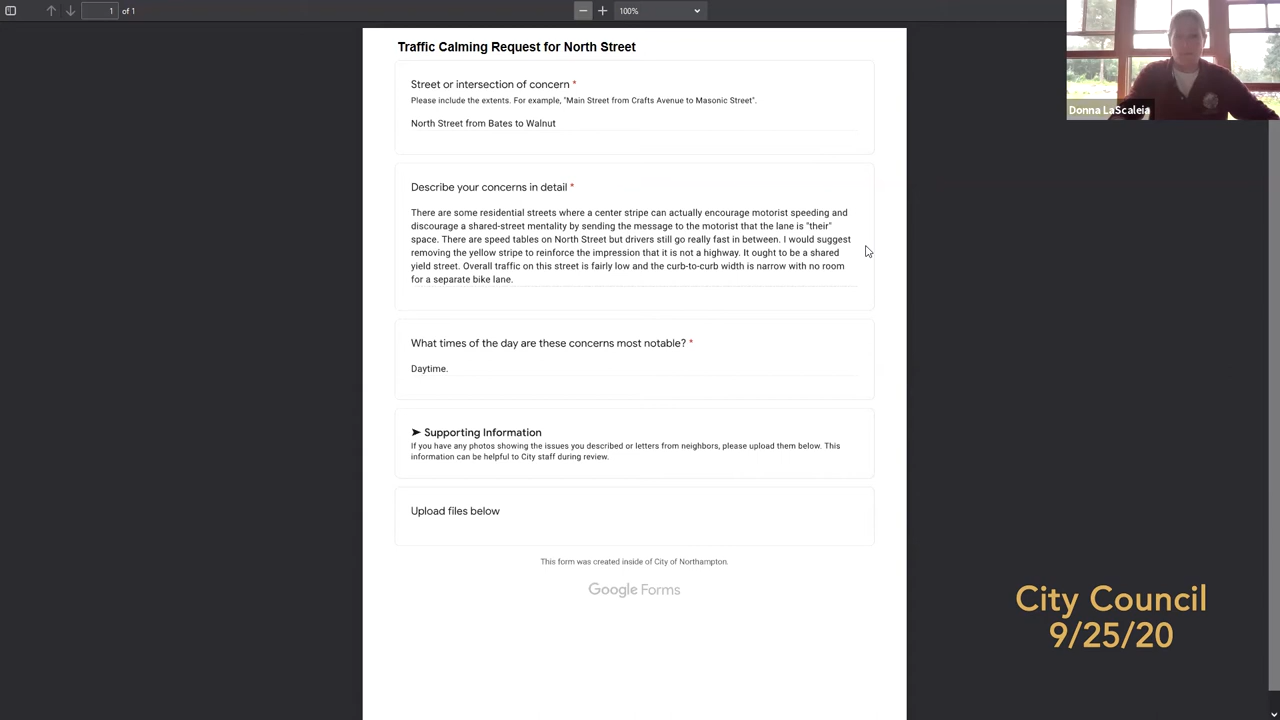 1 of 1
100%
Traffic Calming Request for North Street
Street or intersection of concern *
Please include the extents. For example, "Main Street from Crafts Avenue to Masonic Street".
North Street from Bates to Walnut
Describe your concerns in detail *
There are some residential streets where a center stripe can actually encourage motorist speeding and
discourage a shared-street mentality by sending the message to the motorist that the lane is "their"
space. There are speed tables on North Street but drivers still go really fast in between. I would suggest
removing the yellow stripe to reinforce the impression that it is not a highway. It ought to be a shared
yield street. Overall traffic on this street is fairly low and the curb-to-curb width is narrow with no room
for a separate bike lane.
What times of the day are these concerns most notable? *
Daytime.
➤ Supporting Information
If you have any photos showing the issues you described or letters from neighbors, please upload them below. This
information can be helpful to City staff during review.
Upload files below
This form was created inside of City of Northampton.
Google Forms
Donna LaScaleia
City Council
9/25/20